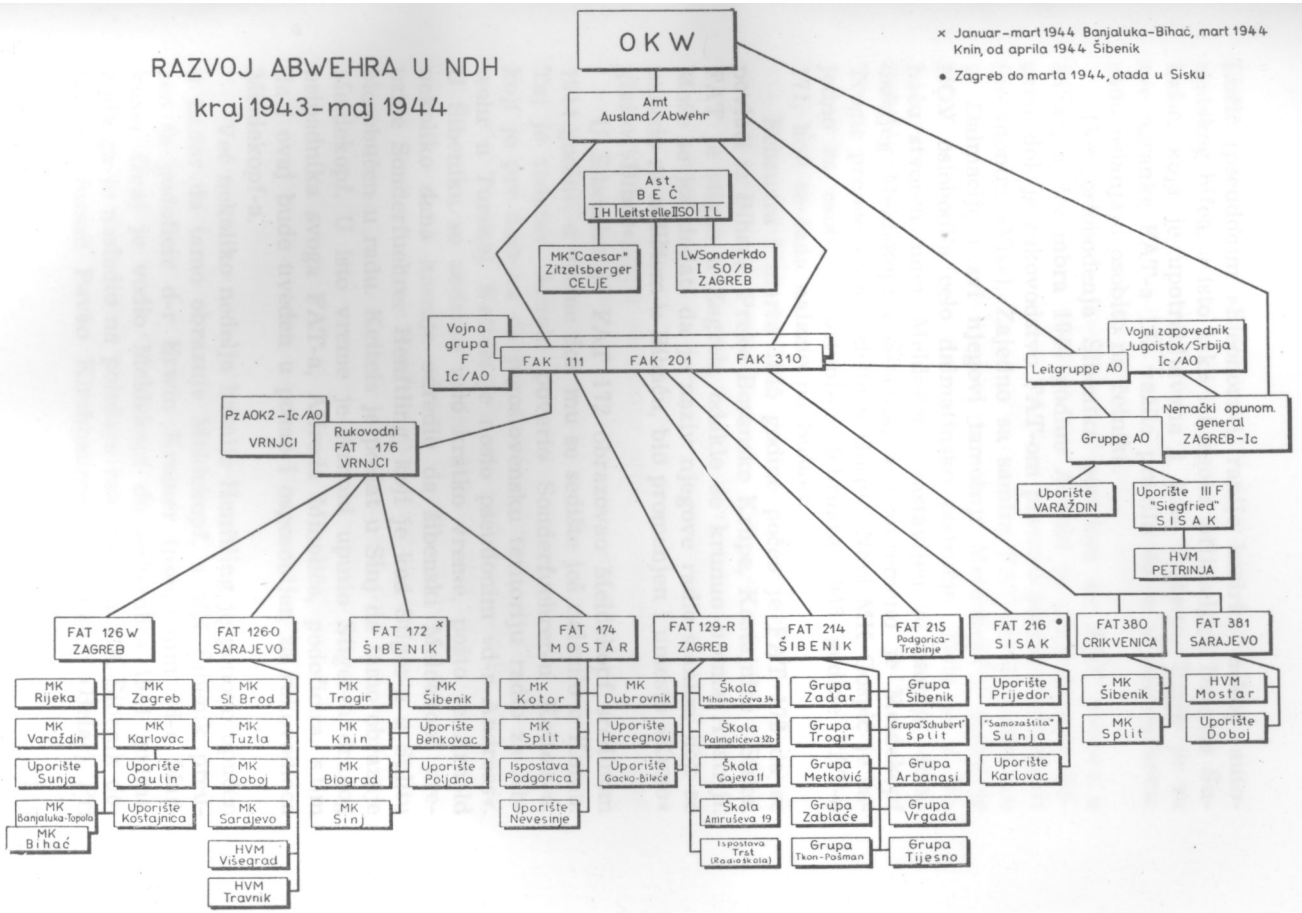 RAZVOJ ABWEHRA U NDH
kraj 1943-maj 1944
× Januar-mart 1944 Banjaluka-Bihać, mart 1944
Knin, od aprila 1944 Šibenik
• Zagreb do marta 1944, otada u Sisku
OKW
Amt
Ausland/Abwehr
Ast.
BEČ
IH Leitstelle II SO IL
MK"Caesar"
Zitzelsberger
CELJE
LWSonderkdo
I SO/B
ZAGREB
Vojna
grupa
F
Ic/AO
FAK 111
FAK 201
FAK 310
Leitgruppe AO
Vojni zapovednik
Jugoistok/Srbija
Ic/AO
Gruppe AO
Nemački opunom.
general
ZAGREB-Ic
Uporište
VARAŽDIN
Uporište III F
"Siegfried"
SISAK
HVM
PETRINJA
Pz AOK2-Ic/AO
VRNJCI
Rukovodni
FAT 176
VRNJCI
FAT 126W
ZAGREB
MK
Rijeka
MK
Varaždin
Uporište
Sunja
MK
Banjaluka-Topola
MK
Bihać
MK
Zagreb
MK
Karlovac
Uporište
Ogulin
Uporište
Kostajnica
FAT 126-O
SARAJEVO
MK
Sl. Brod
MK
Tuzla
MK
Doboj
MK
Sarajevo
HVM
Višegrad
HVM
Travnik
FAT 172 ×
ŠIBENIK
MK
Trogir
MK
Knin
MK
Biograd
MK
Sinj
MK
Šibenik
Uporište
Benkovac
Uporište
Poljana
FAT 174
MOSTAR
MK
Kotor
MK
Split
Ispostava
Podgorica
Uporište
Nevesinje
MK
Dubrovnik
Uporište
Hercegnovi
Uporište
Gacko-Bileće
FAT 129-R
ZAGREB
Škola
Mihanovićeva 34
Škola
Palmotićeva 32b
Škola
Gajeva 11
Škola
Amruševa 19
Ispostava
Trst
(Radioškola)
FAT 214
ŠIBENIK
Grupa
Zadar
Grupa
Trogir
Grupa
Metković
Grupa
Zablaće
Grupa
Tkon-Pašman
FAT 215
Podgorica-
Trebinje
Grupa
Šibenik
Grupa"Schubert"
Split
Grupa
Arbanasi
Grupa
Vrgada
Grupa
Tijesno
FAT 216 •
SISAK
Uporište
Prijedor
"Samozaštita"
Sunja
Uporište
Karlovac
FAT 380
CRIKVENICA
MK
Šibenik
MK
Split
FAT 381
SARAJEVO
HVM
Mostar
Uporište
Doboj